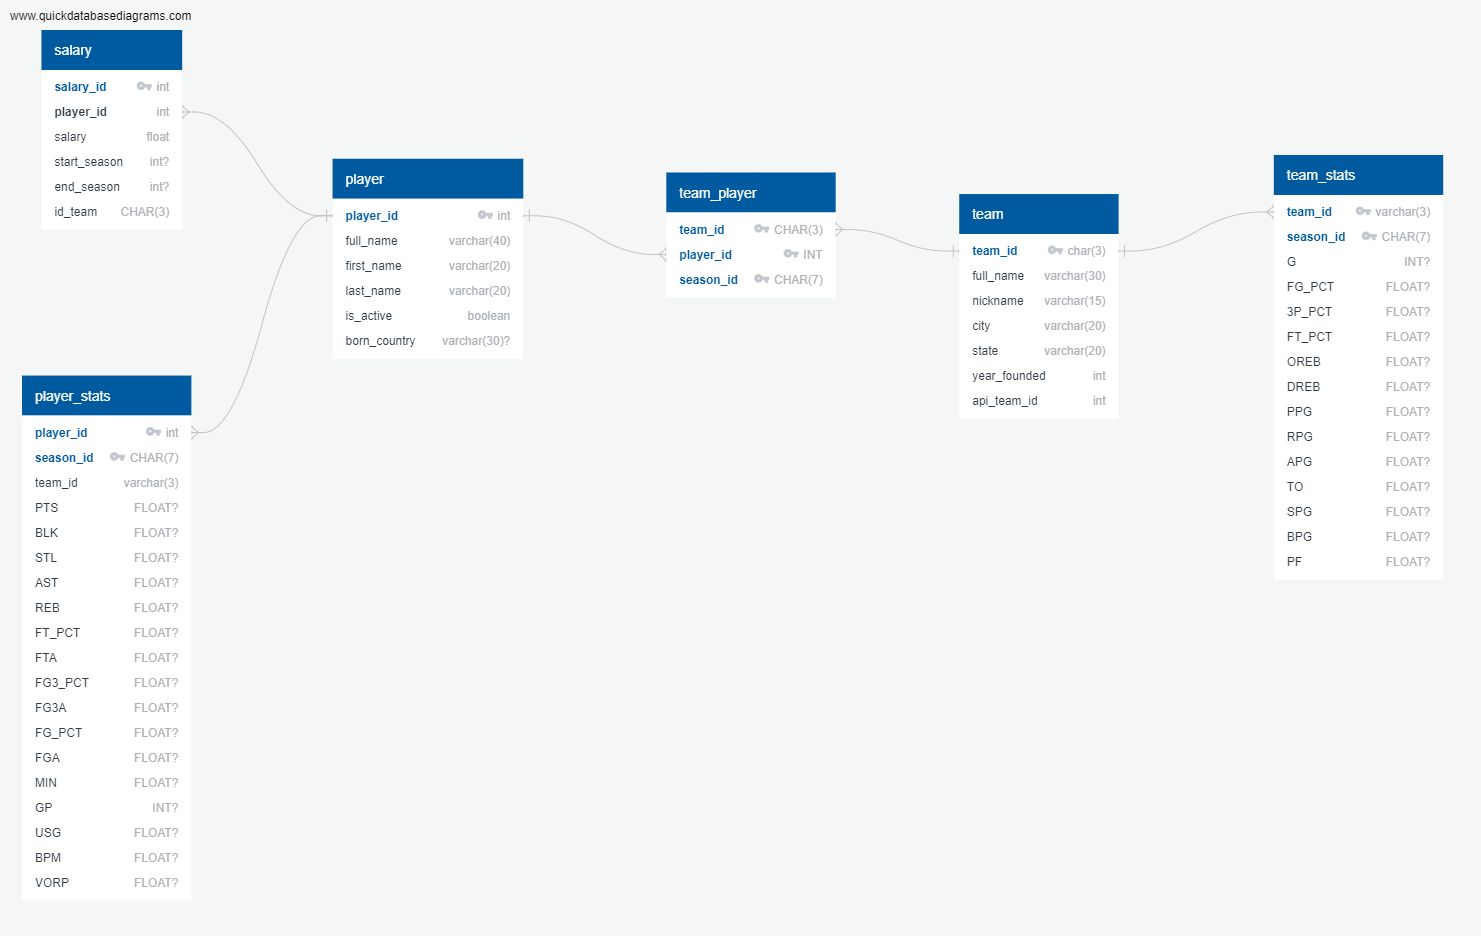 www.quickdatabasediagrams.com
salary
salary_id int
player_id int
salary float
start_season int?
end_season int?
id_team CHAR(3)
player
player_id int
full_name varchar(40)
first_name varchar(20)
last_name varchar(20)
is_active boolean
born_country varchar(30)?
team_player
team_id CHAR(3)
player_id INT
season_id CHAR(7)
team
team_id char(3)
full_name varchar(30)
nickname varchar(15)
city varchar(20)
state varchar(20)
year_founded int
api_team_id int
team_stats
team_id varchar(3)
season_id CHAR(7)
G INT?
FG_PCT FLOAT?
3P_PCT FLOAT?
FT_PCT FLOAT?
OREB FLOAT?
DREB FLOAT?
PPG FLOAT?
RPG FLOAT?
APG FLOAT?
TO FLOAT?
SPG FLOAT?
BPG FLOAT?
PF FLOAT?
player_stats
player_id int
season_id CHAR(7)
team_id varchar(3)
PTS FLOAT?
BLK FLOAT?
STL FLOAT?
AST FLOAT?
REB FLOAT?
FT_PCT FLOAT?
FTA FLOAT?
FG3_PCT FLOAT?
FG3A FLOAT?
FG_PCT FLOAT?
FGA FLOAT?
MIN FLOAT?
GP INT?
USG FLOAT?
BPM FLOAT?
VORP FLOAT?